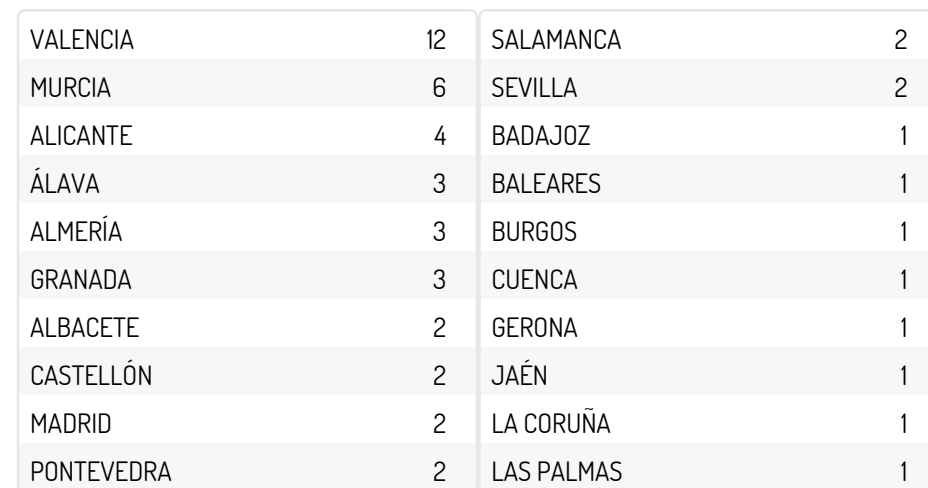 VALENCIA 12
MURCIA 6
ALICANTE 4
ÁLAVA 3
ALMERÍA 3
GRANADA 3
ALBACETE 2
CASTELLÓN 2
MADRID 2
PONTEVEDRA 2
SALAMANCA 2
SEVILLA 2
BADAJOZ 1
BALEARES 1
BURGOS 1
CUENCA 1
GERONA 1
JAÉN 1
LA CORUÑA 1
LAS PALMAS 1